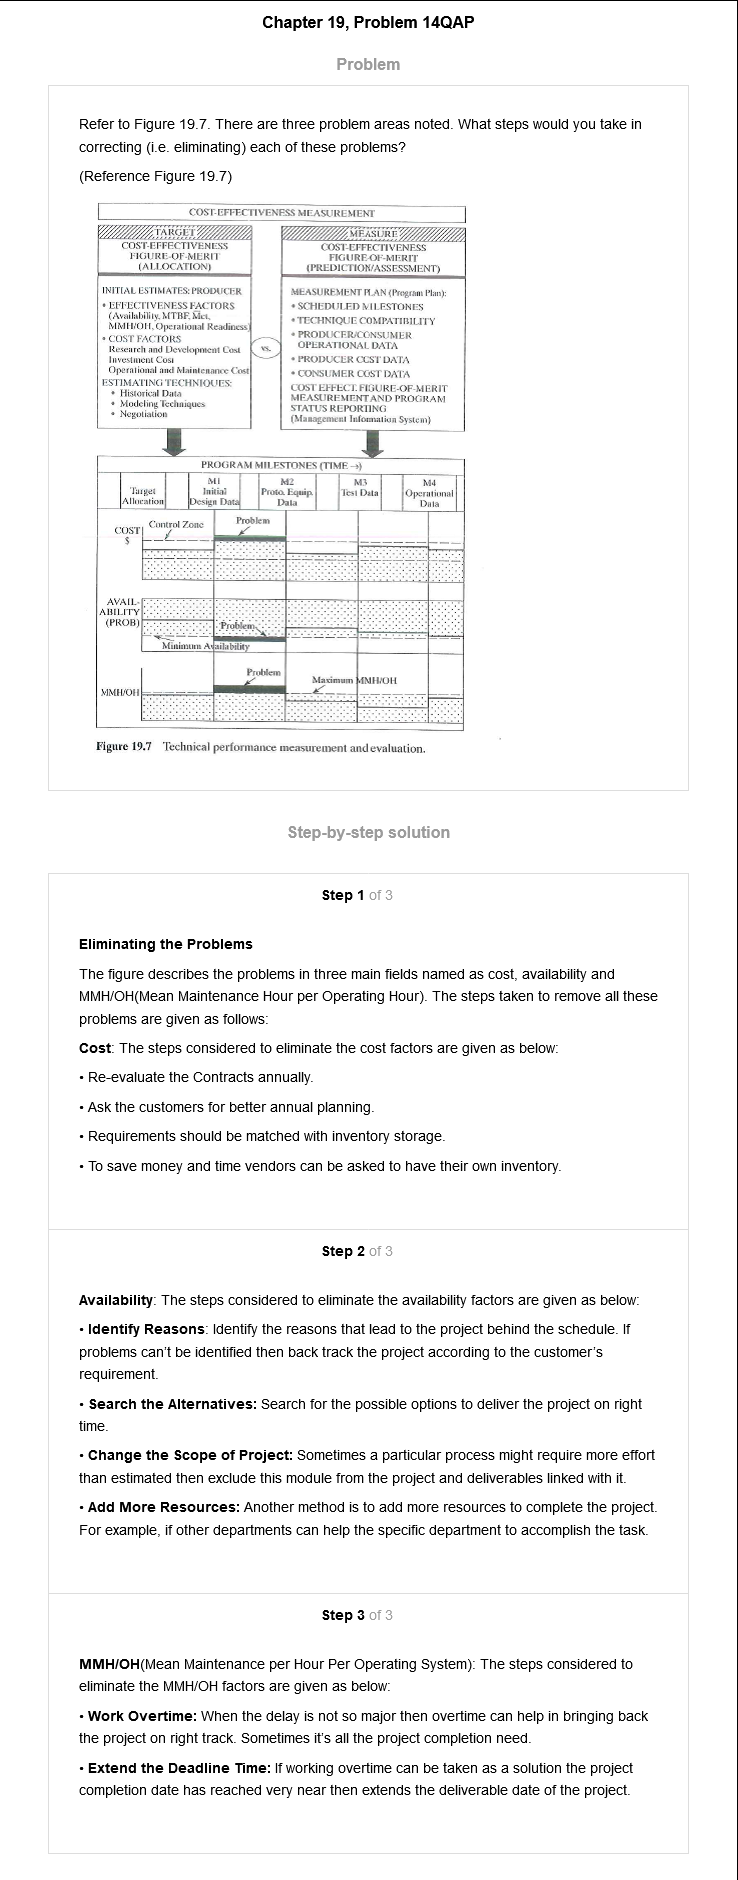 Chapter 19, Problem 14QAP
Problem
Refer to Figure 19.7. There are three problem areas noted. What steps would you take in
correcting (i.e. eliminating) each of these problems?
(Reference Figure 19.7)
COST-EFFECTIVENESS MEASUREMENT
TARGET
COST-EFFECTIVENESS
FIGURE-OF-MERIT
(ALLOCATION)
INITIAL ESTIMATES: PRODUCER
• EFFECTIVENESS FACTORS
(Availability, MTBF, Mct,
MMH/OH, Operational Readiness)
• COST FACTORS
Research and Development Cost
Investment Cost
Operational and Maintenance Cost
ESTIMATING TECHNIQUES:
• Historical Data
• Modeling Techniques
• Negotiation
vs.
MEASURE
COST-EFFECTIVENESS
FIGURE-OF-MERIT
(PREDICTION/ASSESSMENT)
MEASUREMENT PLAN (Program Plan):
• SCHEDULED MILESTONES
• TECHNIQUE COMPATIBILITY
• PRODUCER/CONSUMER
OPERATIONAL DATA
• PRODUCER COST DATA
• CONSUMER COST DATA
COST EFFECT. FIGURE-OF-MERIT
MEASUREMENT AND PROGRAM
STATUS REPORTING
(Management Information System)
PROGRAM MILESTONES (TIME →)
Target
Allocation
M1
Initial
Design Data
M2
Proto. Equip.
Data
M3
Test Data
M4
Operational
Data
COST
$
Control Zone
Problem
AVAIL-
ABILITY
(PROB)
Problem
Minimum Availability
MMH/OH
Problem
Maximum MMH/OH
Figure 19.7 Technical performance measurement and evaluation.
Step-by-step solution
Step 1 of 3
Eliminating the Problems
The figure describes the problems in three main fields named as cost, availability and
MMH/OH(Mean Maintenance Hour per Operating Hour). The steps taken to remove all these
problems are given as follows:
Cost: The steps considered to eliminate the cost factors are given as below:
• Re-evaluate the Contracts annually.
• Ask the customers for better annual planning.
• Requirements should be matched with inventory storage.
• To save money and time vendors can be asked to have their own inventory.
Step 2 of 3
Availability: The steps considered to eliminate the availability factors are given as below:
• Identify Reasons: Identify the reasons that lead to the project behind the schedule. If
problems can't be identified then back track the project according to the customer's
requirement.
• Search the Alternatives: Search for the possible options to deliver the project on right
time.
• Change the Scope of Project: Sometimes a particular process might require more effort
than estimated then exclude this module from the project and deliverables linked with it.
• Add More Resources: Another method is to add more resources to complete the project.
For example, if other departments can help the specific department to accomplish the task.
Step 3 of 3
MMH/OH(Mean Maintenance per Hour Per Operating System): The steps considered to
eliminate the MMH/OH factors are given as below:
• Work Overtime: When the delay is not so major then overtime can help in bringing back
the project on right track. Sometimes it's all the project completion need.
• Extend the Deadline Time: If working overtime can be taken as a solution the project
completion date has reached very near then extends the deliverable date of the project.